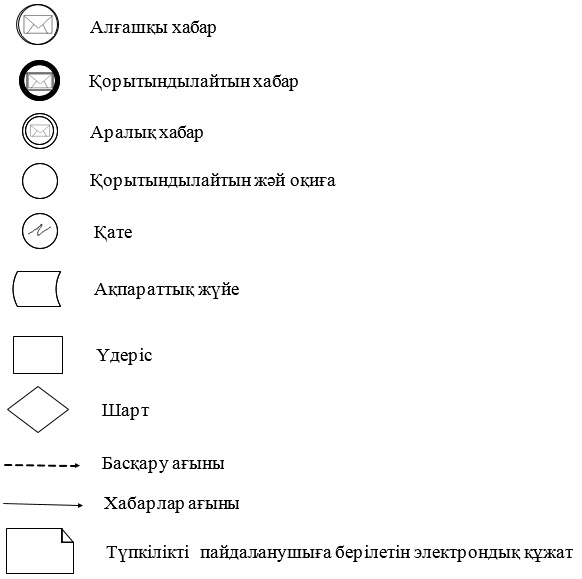 Алғашқы хабар
Қорытындылайтын хабар
Аралық хабар
Қорытындылайтын жәй оқиға
Қате
Ақпараттық жүйе
Үдеріс
Шарт
Басқару ағыны
Хабарлар ағыны
Түпкілікті пайдаланушыға берілетін электрондық құжат